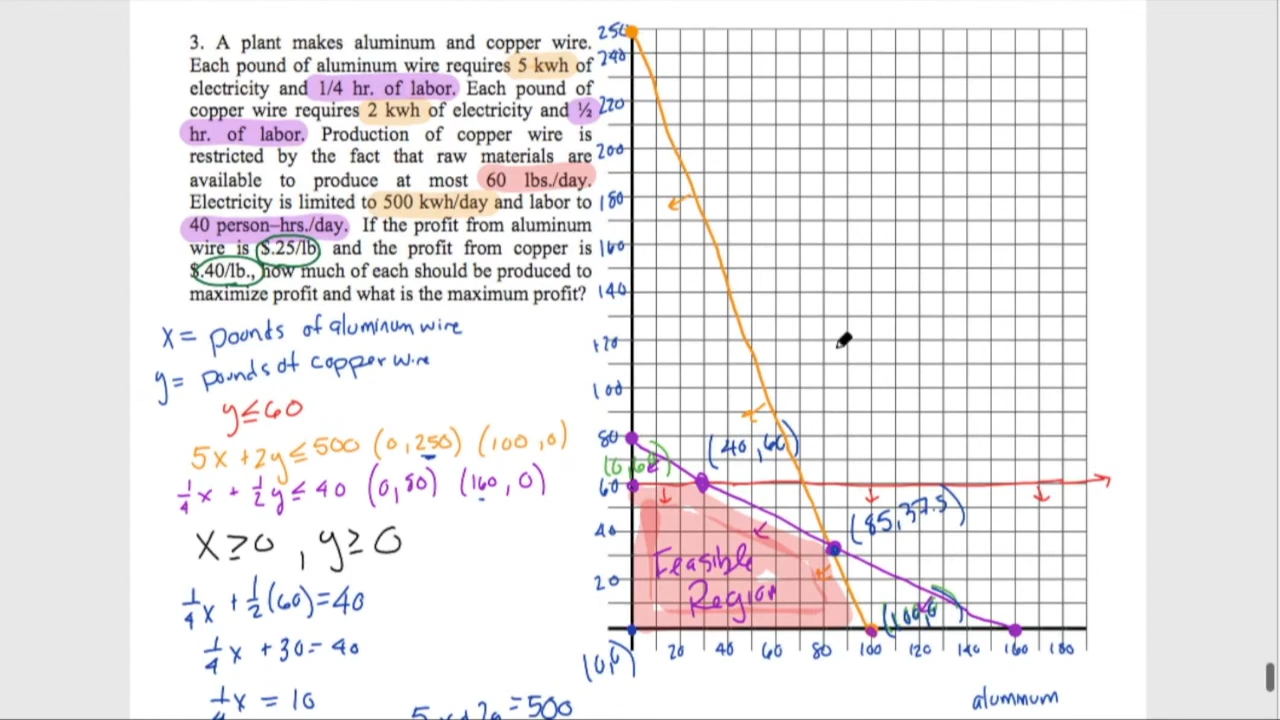 3. A plant makes aluminum and copper wire.
Each pound of aluminum wire requires 5 kwh of
electricity and 1/4 hr. of labor. Each pound of
copper wire requires 2 kwh of electricity and ½
hr. of labor. Production of copper wire is
restricted by the fact that raw materials are
available to produce at most 60 lbs./day.
Electricity is limited to 500 kwh/day and labor to
40 person–hrs./day. If the profit from aluminum
wire is $.25/lb and the profit from copper is
$.40/lb., how much of each should be produced to
maximize profit and what is the maximum profit?
x = pounds of aluminum wire
y = pounds of copper wire
y≤60
5x+2y≤500 (0,250) (100,0)
1/4x + 1/2y≤40 (0,80) (160,0)
x≥0, y≥0
1/4x + 1/2(60)=40
1/4x +30=40
1/4x = 10
5x+2y=500
250
240
220
200
180
160
140
120
100
80
60
40
20
(0,60)
(40,60)
(85,37.5)
Feasible
Region
(100,0)
(0,0)
20 40 60 80 100 120 140 160 180
aluminum